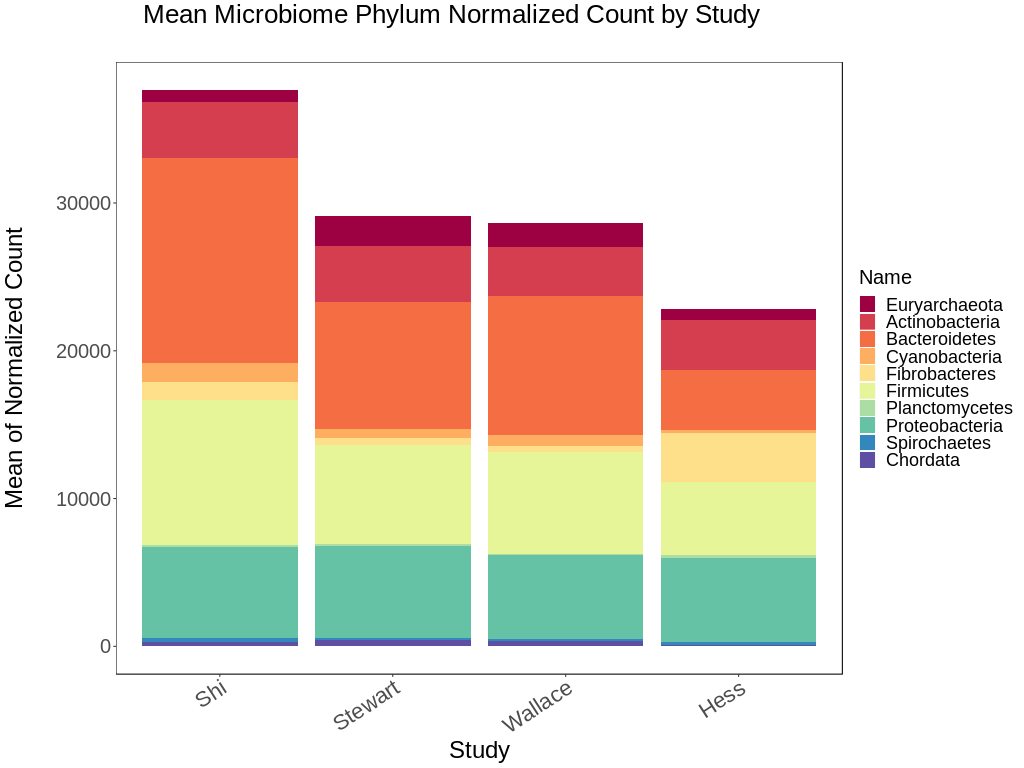 Mean Microbiome Phylum Normalized Count by Study
Mean of Normalized Count
30000
20000
10000
0
Shi
Stewart
Wallace
Hess
Study
Name
Euryarchaeota
Actinobacteria
Bacteroidetes
Cyanobacteria
Fibrobacteres
Firmicutes
Planctomycetes
Proteobacteria
Spirochaetes
Chordata